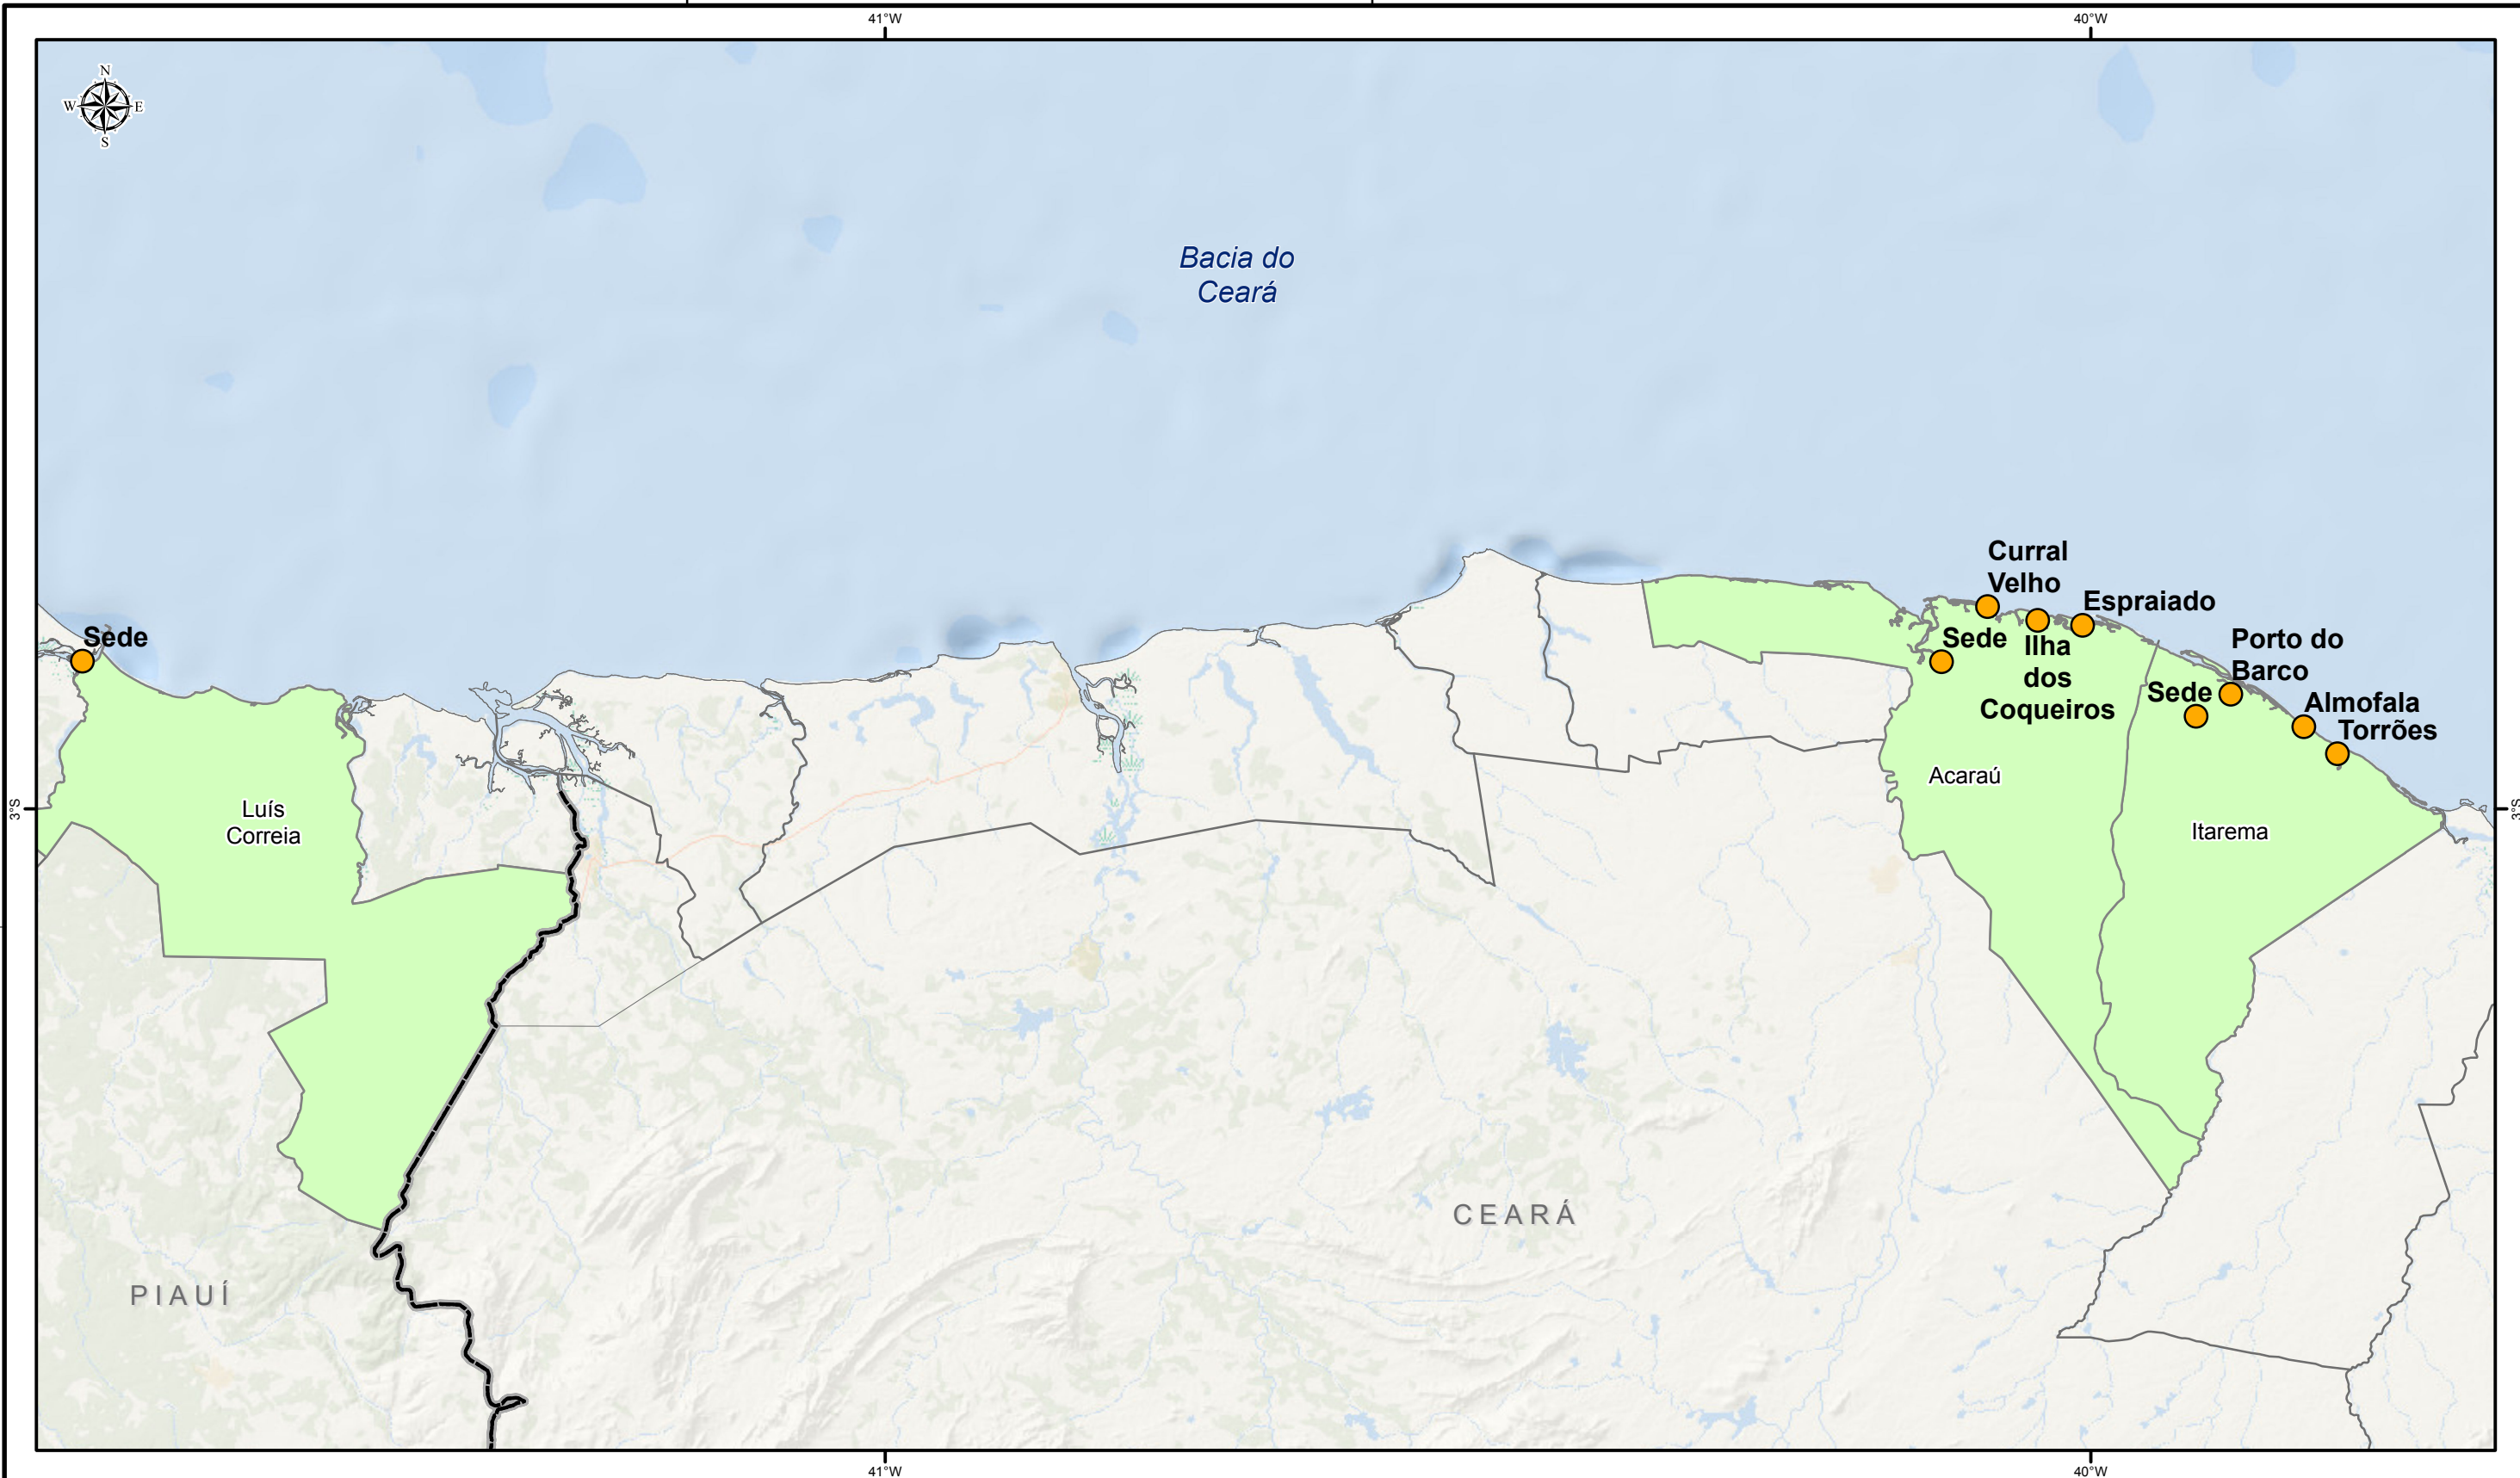 41°W
40°W
N
W
E
S
Bacia do
Ceará
Curral
Velho
Espraiado
Sede
Sede
Ilha
dos
Coqueiros
Porto do
Barco
Sede
Almofala
Torrões
Acaraú
Luís
Correia
Itarema
3°S
3°S
CEARÁ
PIAUÍ
41°W
40°W